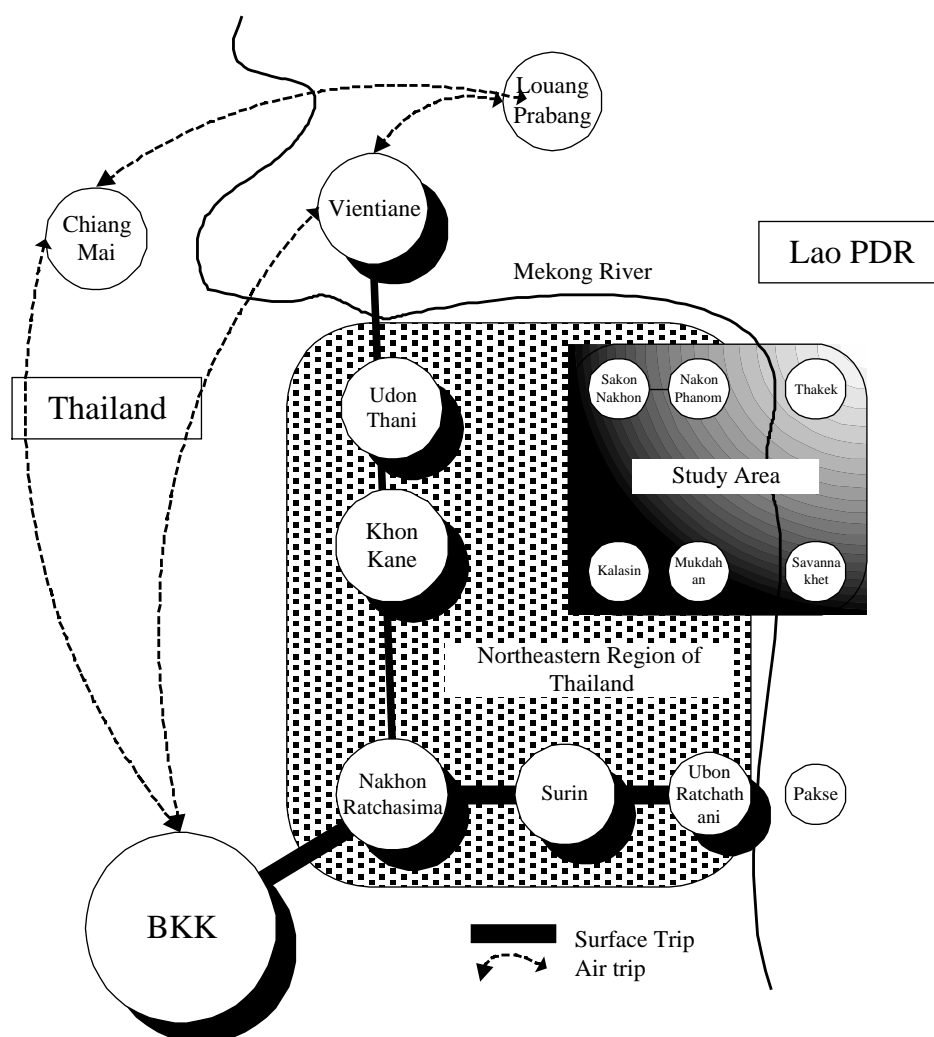 Louang
Prabang
Vientiane
Chiang
Mai
Lao PDR
Mekong River
Thailand
Udon
Thani
Sakon
Nakhon
Nakon
Phanom
Thakek
Study Area
Khon
Kane
Kalasin
Mukdah
an
Savanna
khet
Northeastern Region of
Thailand
Nakhon
Ratchasima
Surin
Ubon
Ratchath
ani
Pakse
BKK
Surface Trip
Air trip